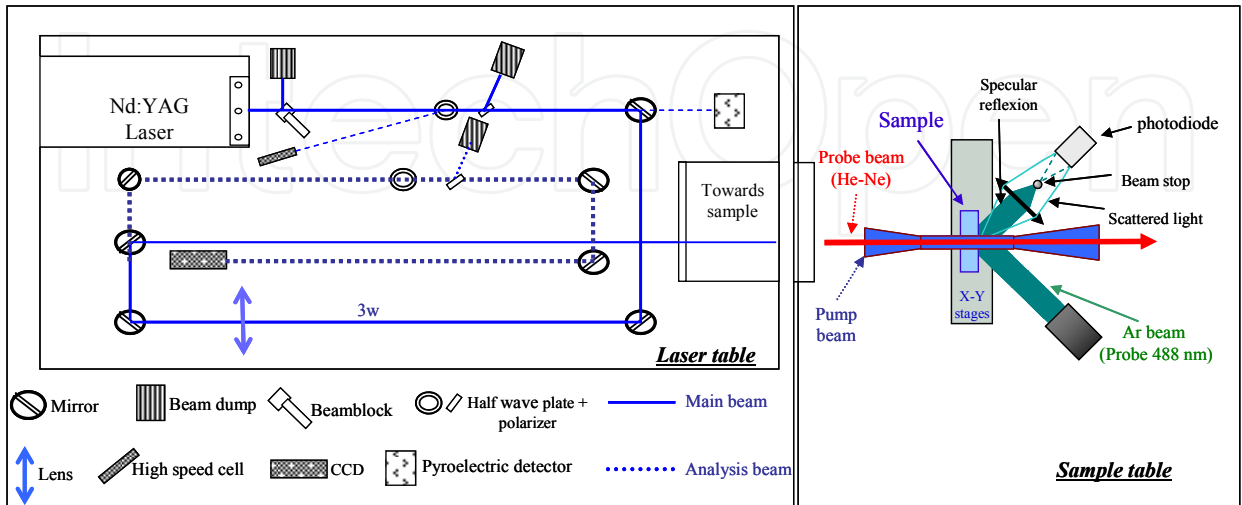 IntechOpen
Nd:YAG
Laser
Towards
sample
3w
Laser table
Mirror
Beam dump
Beamblock
Half wave plate +
polarizer
Main beam
Lens
High speed cell
CCD
Pyroelectric detector
Analysis beam
Specular
reflexion
Sample
photodiode
Probe beam
(He-Ne)
Beam stop
Scattered light
X-Y
stages
Pump
beam
Ar beam
(Probe 488 nm)
Sample table